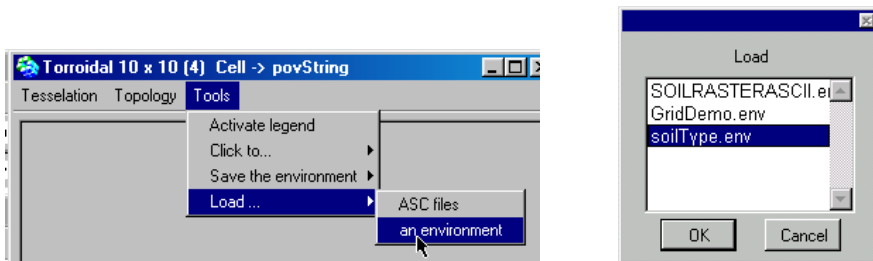 Torroidal 10 x 10 (4) Cell -> povString
Tesselation Topology Tools
Activate legend
Click to...
Save the environment
Load ...
ASC files
an environment
Load
SOILRASTERASCII.e
GridDemo.env
soilType.env
OK Cancel